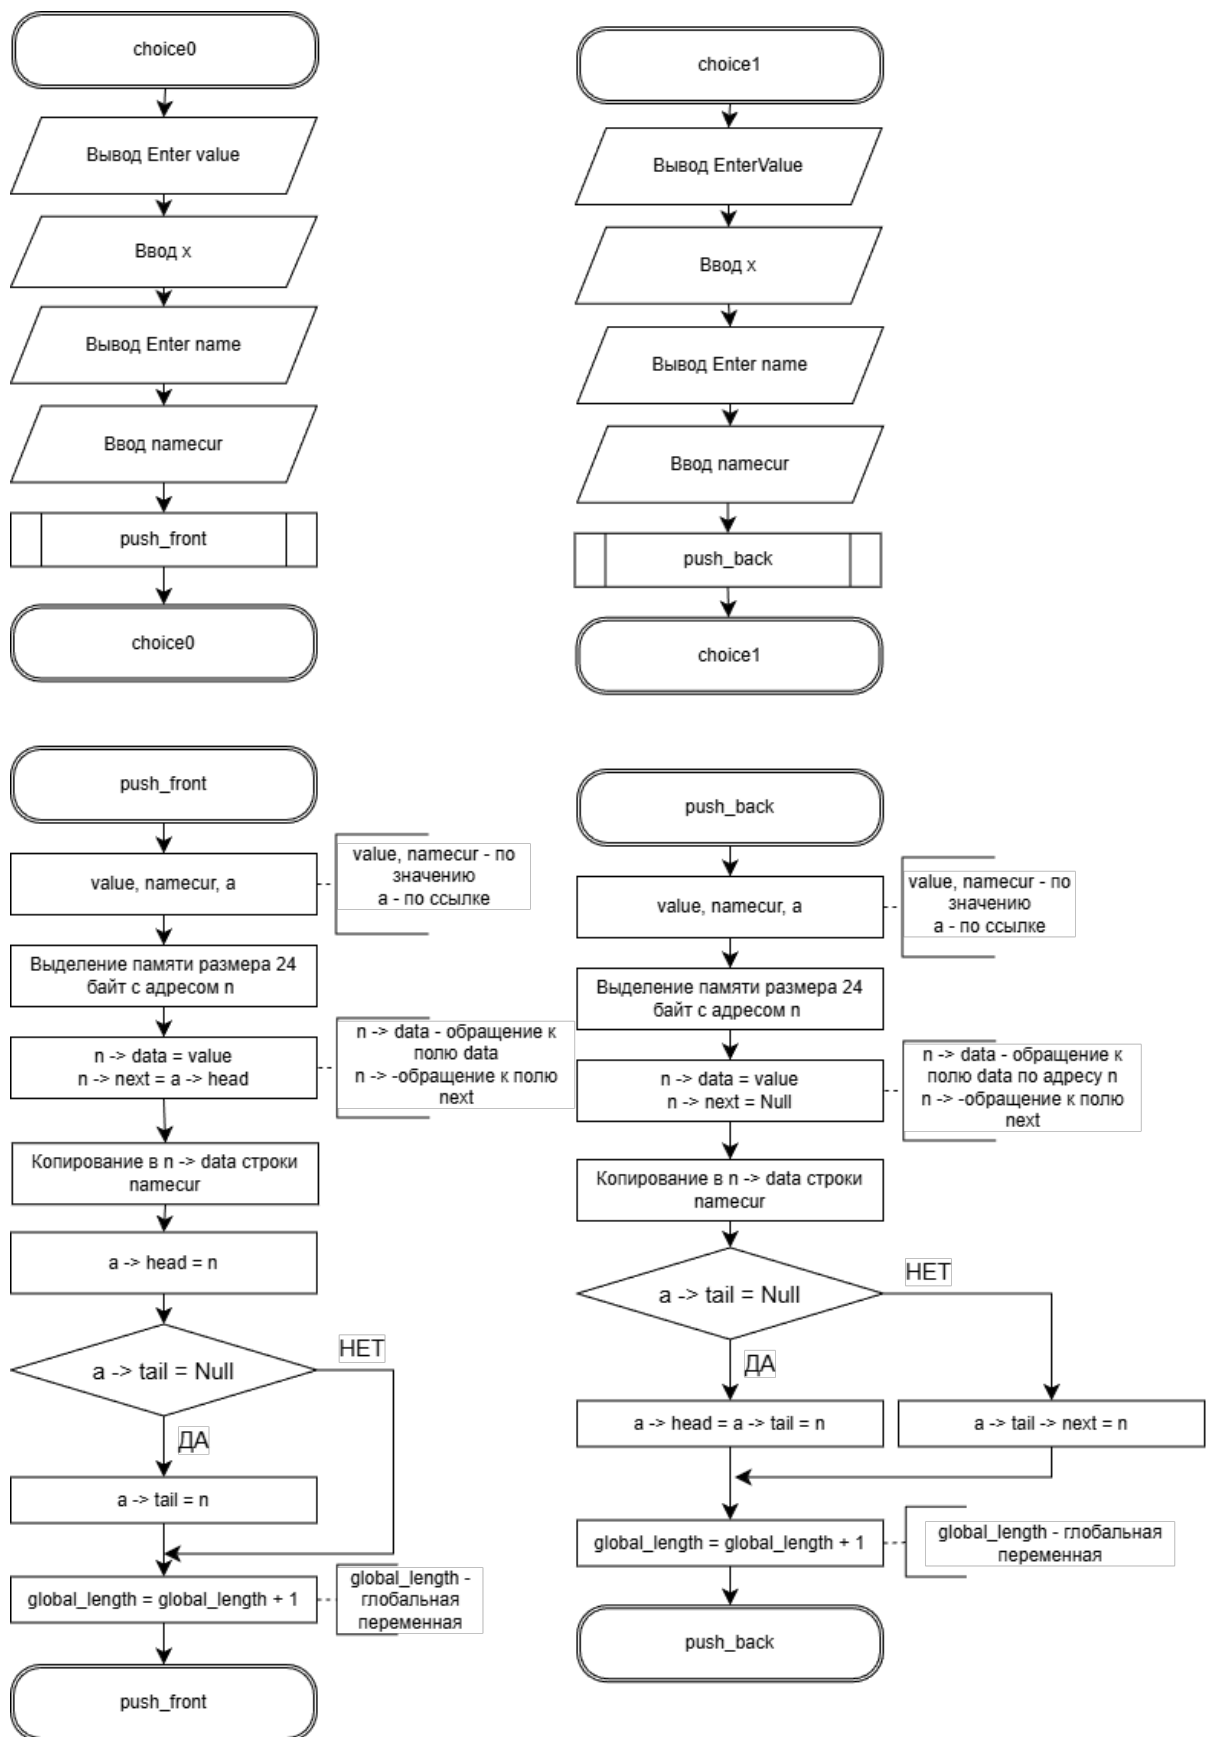 choice0
Вывод Enter value
Ввод x
Вывод Enter name
Ввод namecur
push_front
choice0
choice1
Вывод EnterValue
Ввод x
Вывод Enter name
Ввод namecur
push_back
choice1
push_front
value, namecur, a
value, namecur - по
значению
a - по ссылке
Выделение памяти размера 24
байт с адресом n
n -> data = value
n -> next = a -> head
n -> data - обращение к
полю data
n -> -обращение к полю
next
Копирование в n -> data строки
namecur
a -> head = n
a -> tail = Null
НЕТ
ДА
a -> tail = n
global_length = global_length + 1
global_length -
глобальная
переменная
push_front
push_back
value, namecur, a
value, namecur - по
значению
a - по ссылке
Выделение памяти размера 24
байт с адресом n
n -> data = value
n -> next = Null
n -> data - обращение к
полю data по адресу n
n -> -обращение к полю
next
Копирование в n -> data строки
namecur
a -> tail = Null
НЕТ
ДА
a -> head = a -> tail = n
a -> tail -> next = n
global_length = global_length + 1
global_length - глобальная
переменная
push_back